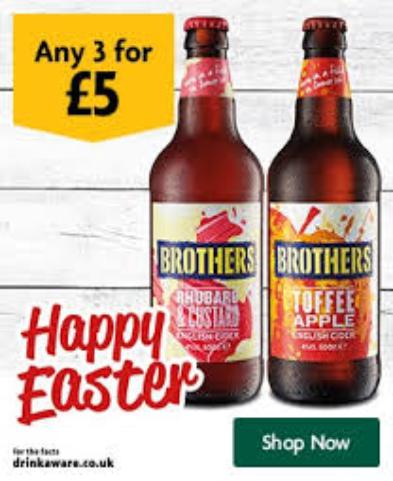 Any 3 for
£5
BROTHERS
RHUBARB
& CUSTARD
ENGLISH CIDER
BROTHERS
TOFFEE
APPLE
ENGLISH CIDER
Happy
Easter
for the facts
drinkaware.co.uk
Shop Now